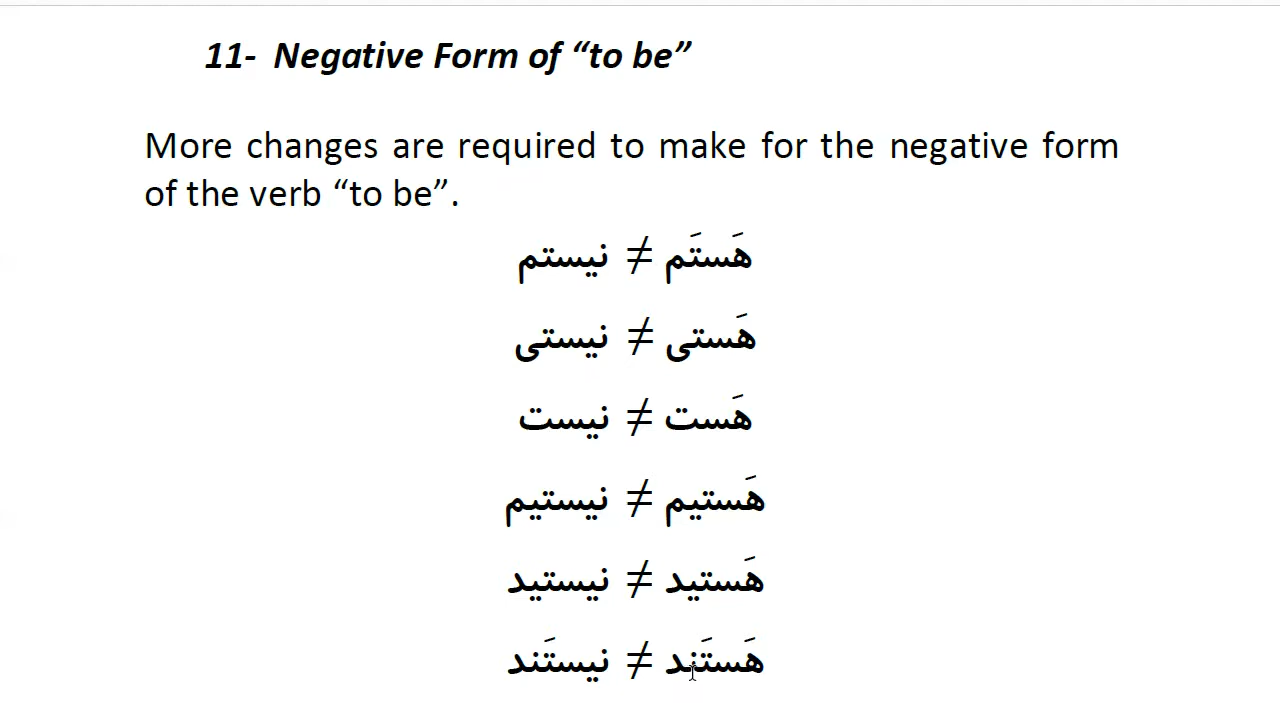 11- Negative Form of “to be”
More changes are required to make for the negative form
of the verb “to be”.
هَستَم ≠ نیستم
هَستی ≠ نیستی
هَست ≠ نیست
هَستیم ≠ نیستیم
هَستید ≠ نیستید
هَستَند ≠ نیستَند